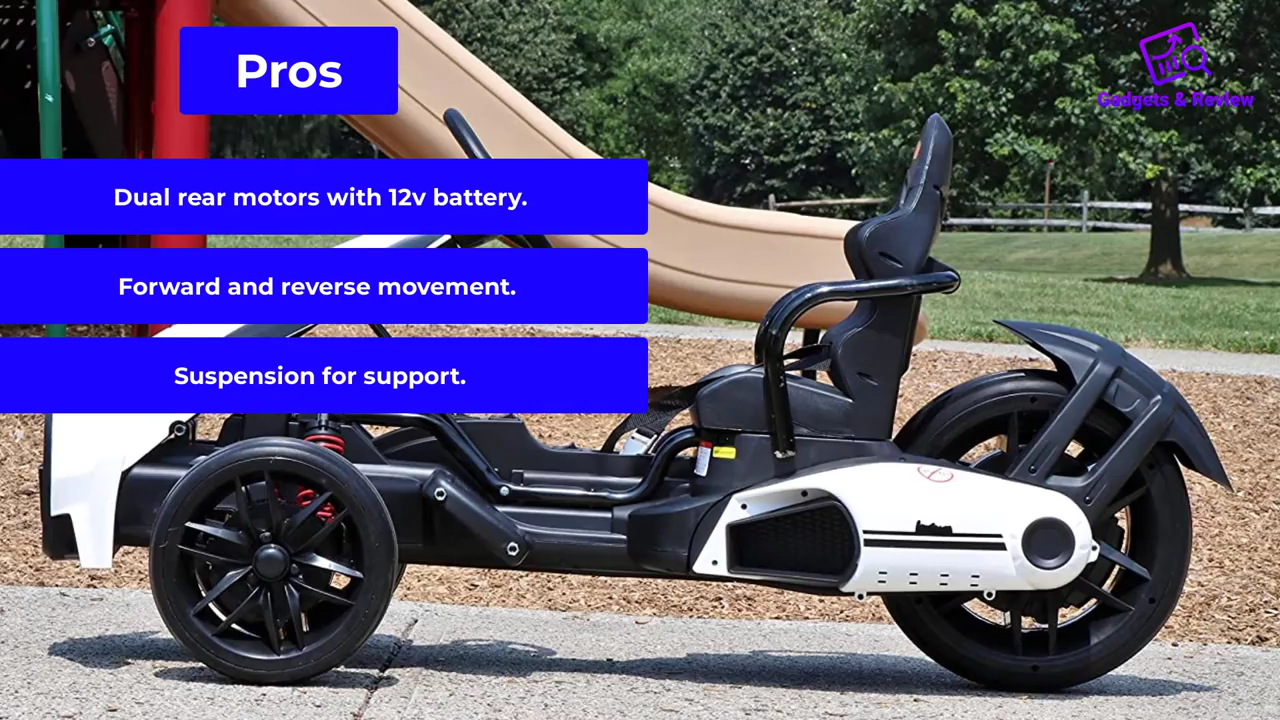 Pros
Gadgets & Review
Dual rear motors with 12v battery.
Forward and reverse movement.
Suspension for support.